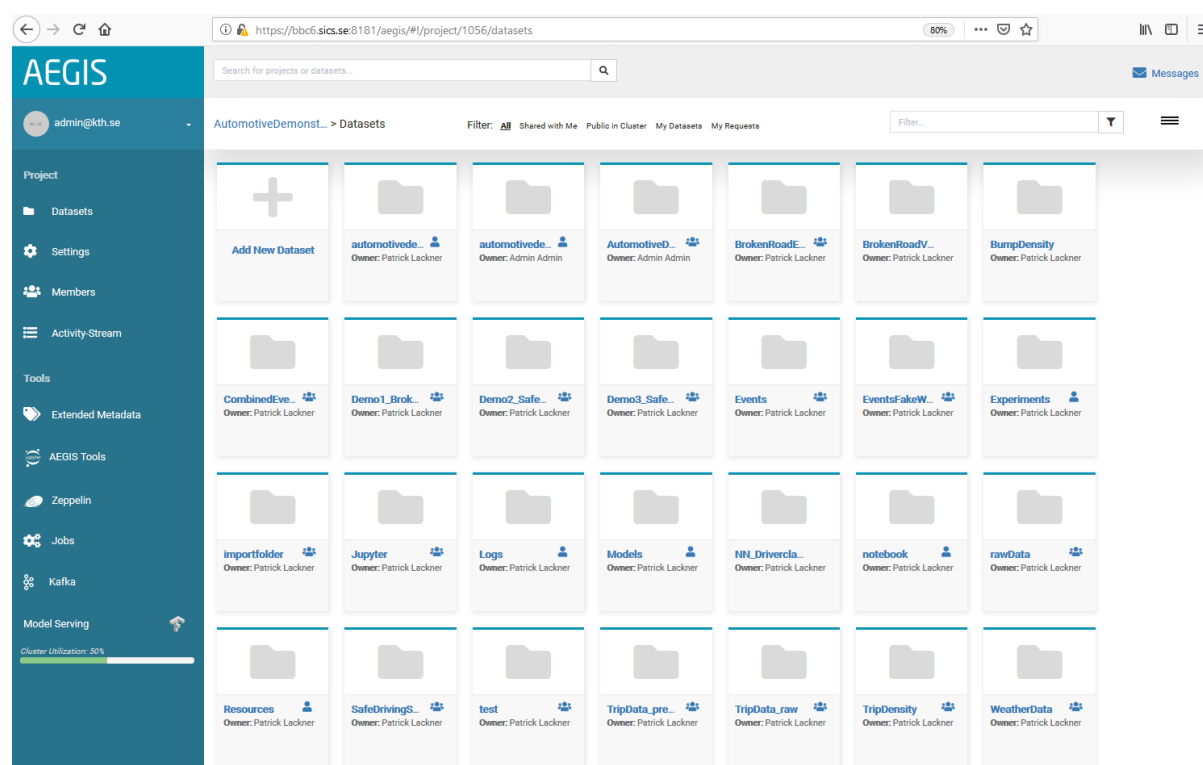 https://bbc6.sics.se:8181/aegis/#!/project/1056/datasets
80%
AEGIS
Search for projects or datasets...
Messages
admin@kth.se
AutomotiveDemonst... > Datasets
Filter: All Shared with Me Public in Cluster My Datasets My Requests
Filter...
Project
Datasets
Settings
Members
Activity-Stream
Tools
Extended Metadata
AEGIS Tools
Zeppelin
Jobs
Kafka
Model Serving
Cluster Utilization: 50%
Add New Dataset
automotivede...
Owner: Patrick Lackner
automotivede...
Owner: Admin Admin
AutomotiveD...
Owner: Admin Admin
BrokenRoadE...
Owner: Patrick Lackner
BrokenRoadV...
Owner: Patrick Lackner
BumpDensity
Owner: Patrick Lackner
CombinedEve...
Owner: Patrick Lackner
Demo1_Brok...
Owner: Patrick Lackner
Demo2_Safe...
Owner: Patrick Lackner
Demo3_Safe...
Owner: Patrick Lackner
Events
Owner: Patrick Lackner
EventsFakeW...
Owner: Patrick Lackner
Experiments
Owner: Patrick Lackner
importfolder
Owner: Patrick Lackner
Jupyter
Owner: Patrick Lackner
Logs
Owner: Patrick Lackner
Models
Owner: Patrick Lackner
NN_Drivercla...
Owner: Patrick Lackner
notebook
Owner: Patrick Lackner
rawData
Owner: Patrick Lackner
Resources
Owner: Patrick Lackner
SafeDrivingS...
Owner: Patrick Lackner
test
Owner: Patrick Lackner
TripData_pre...
Owner: Patrick Lackner
TripData_raw
Owner: Patrick Lackner
TripDensity
Owner: Patrick Lackner
WeatherData
Owner: Patrick Lackner